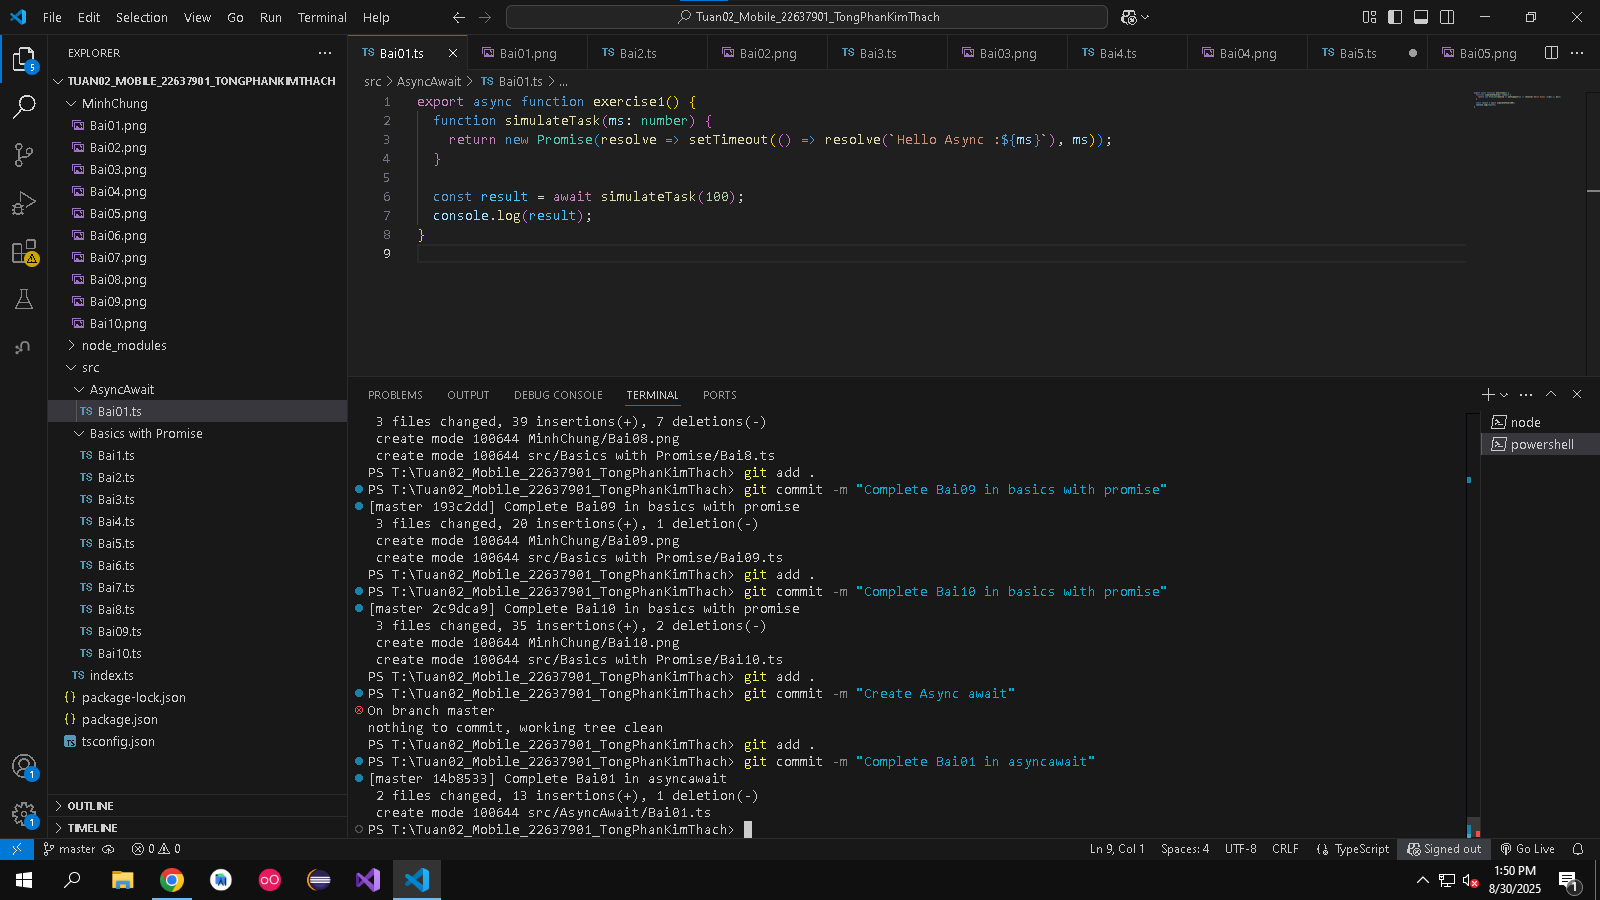 File Edit Selection View Go Run Terminal Help
Tuan02_Mobile_22637901_TongPhanKimThach
EXPLORER
TUAN02_MOBILE_22637901_TONGPHANKIMTHACH
MinhChung
Bai01.png
Bai02.png
Bai03.png
Bai04.png
Bai05.png
Bai06.png
Bai07.png
Bai08.png
Bai09.png
Bai10.png
node_modules
src
AsyncAwait
TS Bai01.ts
Basics with Promise
TS Bai1.ts
TS Bai2.ts
TS Bai3.ts
TS Bai4.ts
TS Bai5.ts
TS Bai6.ts
TS Bai7.ts
TS Bai8.ts
TS Bai09.ts
TS Bai10.ts
TS index.ts
{} package-lock.json
{} package.json
TS tsconfig.json
OUTLINE
TIMELINE
TS Bai01.ts Bai01.png TS Bai2.ts Bai02.png TS Bai3.ts Bai03.png TS Bai4.ts Bai04.png TS Bai5.ts Bai05.png
src > AsyncAwait > TS Bai01.ts > ...
1 export async function exercise1() {
2 function simulateTask(ms: number) {
3 return new Promise(resolve => setTimeout(() => resolve(`Hello Async :${ms}`), ms));
4 }
5
6 const result = await simulateTask(100);
7 console.log(result);
8 }
9
PROBLEMS OUTPUT DEBUG CONSOLE TERMINAL PORTS
node
powershell
3 files changed, 39 insertions(+), 7 deletions(-)
create mode 100644 MinhChung/Bai08.png
create mode 100644 src/Basics with Promise/Bai8.ts
PS T:\Tuan02_Mobile_22637901_TongPhanKimThach> git add .
PS T:\Tuan02_Mobile_22637901_TongPhanKimThach> git commit -m "Complete Bai09 in basics with promise"
[master 193c2dd] Complete Bai09 in basics with promise
3 files changed, 20 insertions(+), 1 deletion(-)
create mode 100644 MinhChung/Bai09.png
create mode 100644 src/Basics with Promise/Bai09.ts
PS T:\Tuan02_Mobile_22637901_TongPhanKimThach> git add .
PS T:\Tuan02_Mobile_22637901_TongPhanKimThach> git commit -m "Complete Bai10 in basics with promise"
[master 2c9dca9] Complete Bai10 in basics with promise
3 files changed, 35 insertions(+), 2 deletions(-)
create mode 100644 MinhChung/Bai10.png
create mode 100644 src/Basics with Promise/Bai10.ts
PS T:\Tuan02_Mobile_22637901_TongPhanKimThach> git add .
PS T:\Tuan02_Mobile_22637901_TongPhanKimThach> git commit -m "Create Async await"
On branch master
nothing to commit, working tree clean
PS T:\Tuan02_Mobile_22637901_TongPhanKimThach> git add .
PS T:\Tuan02_Mobile_22637901_TongPhanKimThach> git commit -m "Complete Bai01 in asyncawait"
[master 14b8533] Complete Bai01 in asyncawait
2 files changed, 13 insertions(+), 1 deletion(-)
create mode 100644 src/AsyncAwait/Bai01.ts
PS T:\Tuan02_Mobile_22637901_TongPhanKimThach>
master 0 0 Ln 9, Col 1 Spaces: 4 UTF-8 CRLF TypeScript Signed out Go Live
1:50 PM
8/30/2025